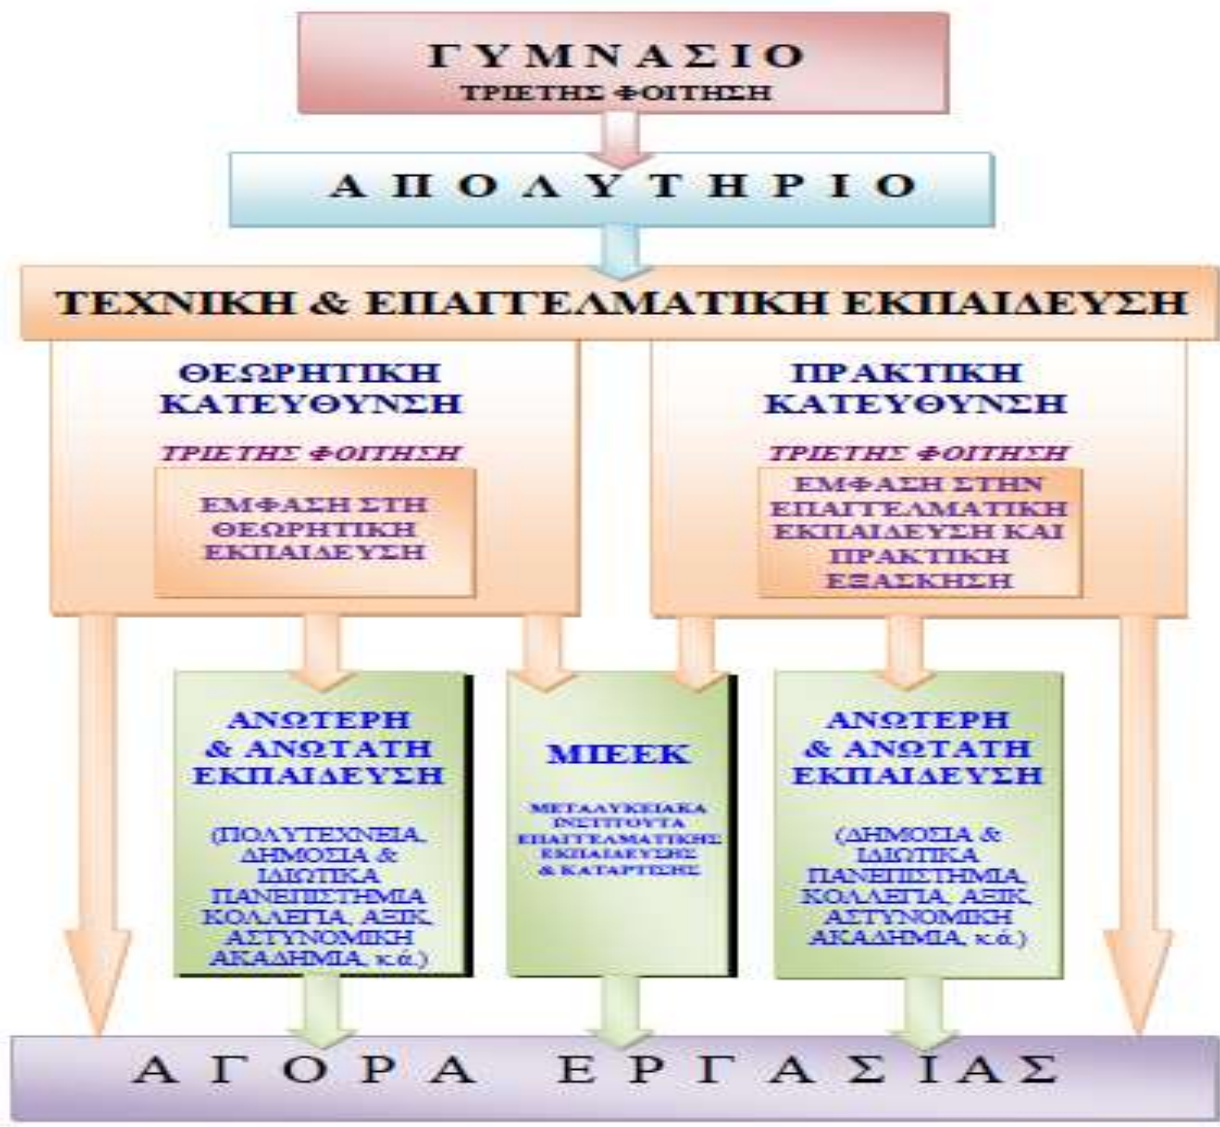 ΓΥΜΝΑΣΙΟ
ΤΡΙΕΤΗΣ ΦΟΙΤΗΣΗ
ΑΠΟΛΥΤΗΡΙΟ
ΤΕΧΝΙΚΗ & ΕΠΑΓΓΕΛΜΑΤΙΚΗ ΕΚΠΑΙΔΕΥΣΗ
ΘΕΩΡΗΤΙΚΗ
ΚΑΤΕΥΘΥΝΣΗ
ΤΡΙΕΤΗΣ ΦΟΙΤΗΣΗ
ΕΜΦΑΣΗ ΣΤΗ
ΘΕΩΡΗΤΙΚΗ
ΕΚΠΑΙΔΕΥΣΗ
ΠΡΑΚΤΙΚΗ
ΚΑΤΕΥΘΥΝΣΗ
ΤΡΙΕΤΗΣ ΦΟΙΤΗΣΗ
ΕΜΦΑΣΗ ΣΤΗΝ
ΕΠΑΓΓΕΛΜΑΤΙΚΗ
ΕΚΠΑΙΔΕΥΣΗ ΚΑΙ
ΠΡΑΚΤΙΚΗ
ΕΞΑΣΚΗΣΗ
ΑΝΩΤΕΡΗ
& ΑΝΩΤΑΤΗ
ΕΚΠΑΙΔΕΥΣΗ
(ΠΟΛΥΤΕΧΝΕΙΑ,
ΔΗΜΟΣΙΑ &
ΙΔΙΩΤΙΚΑ
ΠΑΝΕΠΙΣΤΗΜΙΑ
ΚΟΛΛΕΓΙΑ, ΑΞΙΚ.
ΑΣΤΥΝΟΜΙΚΗ
ΑΚΑΔΗΜΙΑ, κ.ά.)
ΜΙΕΕΚ
ΜΕΤΑΛΥΚΕΙΑΚΑ
ΙΝΣΤΙΤΟΥΤΑ
ΕΠΑΓΓΕΛΜΑΤΙΚΗΣ
ΕΚΠΑΙΔΕΥΣΗΣ
& ΚΑΤΑΡΤΙΣΗΣ
ΑΝΩΤΕΡΗ
& ΑΝΩΤΑΤΗ
ΕΚΠΑΙΔΕΥΣΗ
(ΔΗΜΟΣΙΑ &
ΙΔΙΩΤΙΚΑ
ΠΑΝΕΠΙΣΤΗΜΙΑ,
ΚΟΛΛΕΓΙΑ, ΑΞΙΚ.
ΑΣΤΥΝΟΜΙΚΗ
ΑΚΑΔΗΜΙΑ, κ.ά.)
ΑΓΟΡΑ ΕΡΓΑΣΙΑΣ